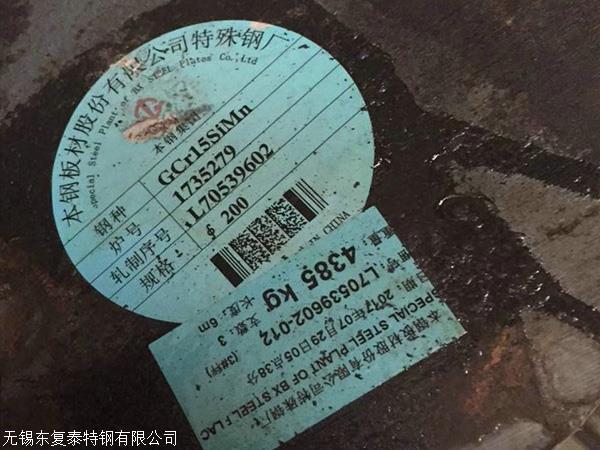 本钢板材股份有限公司特殊钢厂
Special Steel Plant of BX STEEL Plates Co., Ltd
本钢集团
钢种 GCr15SiMn
炉号 1735279
轧制序号 L70539602
规格 φ 200
4385 kg
支数: 3 长度: 6m
L70539602-012 (3#秤)
日期: 2017年07月29日05点38分
本钢板材股份有限公司特殊钢厂
SPECIAL STEEL PLANT OF BX STEEL
无锡东复泰特钢有限公司